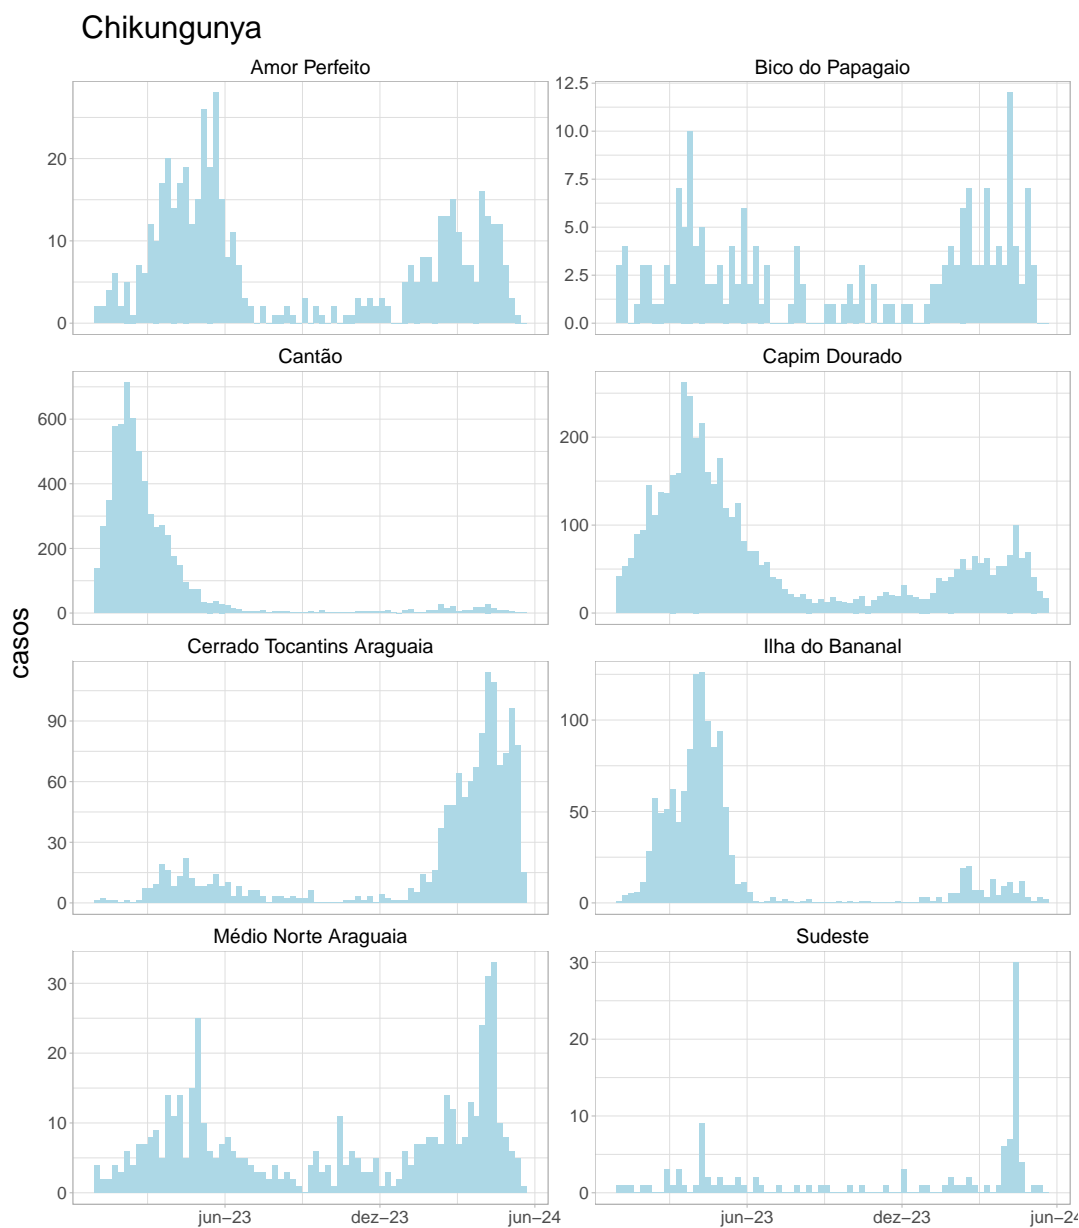 Chikungunya
Amor Perfeito
Bico do Papagaio
20
10
0
12.5
10.0
7.5
5.0
2.5
0.0
Cantão
Capim Dourado
600
400
200
0
200
100
0
casos
Cerrado Tocantins Araguaia
Ilha do Bananal
90
60
30
0
100
50
0
Médio Norte Araguaia
Sudeste
30
20
10
0
30
20
10
0
jun–23
dez–23
jun–24
jun–23
dez–23
jun–24